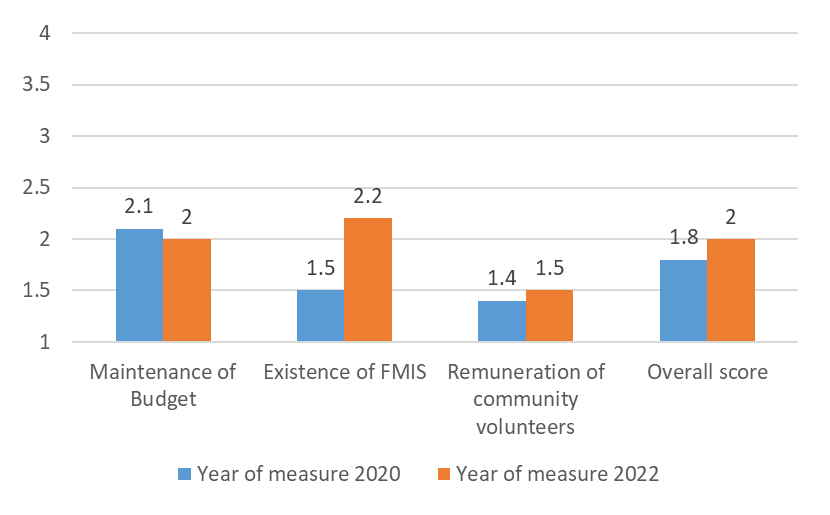 4
3.5
3
2.5
2
1.5
1
2.1
2
1.5
2.2
1.4
1.5
1.8
2
Maintenance of
Budget
Existence of FMIS
Remuneration of
community
volunteers
Overall score
Year of measure 2020
Year of measure 2022